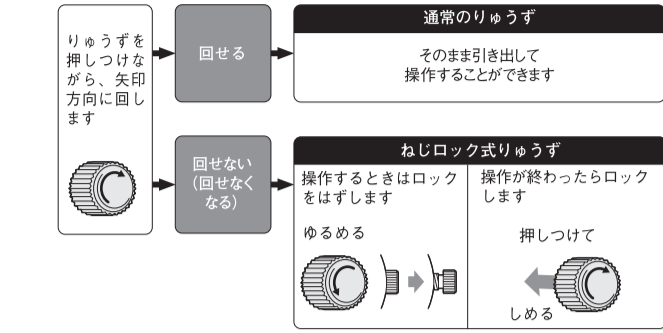 りゅうずを
押しつけな
がら、矢印
方向に回し
ます
回せる
通常のりゅうず
そのまま引き出して
操作することができます
回せない
(回せなく
なる)
ねじロック式りゅうず
操作するときはロック
をはずします
ゆるめる
操作が終わったらロック
します
押しつけて
しめる